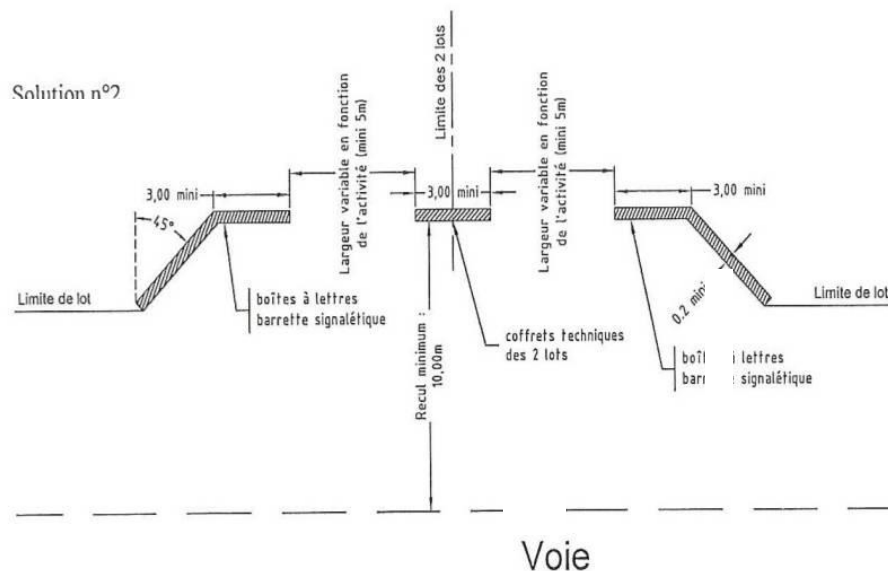 Solution n°2
Limite des 2 lots
Largeur variable en fonction
de l'activité (mini 5m)
Largeur variable en fonction
de l'activité (mini 5m)
3,00 mini
3,00 mini
3,00 mini
45°
Limite de lot
Limite de lot
0.2 mini
boîtes à lettres
barrette signalétique
Recul minimum :
10,00m
coffrets techniques
des 2 lots
à lettres
signalétique
Voie